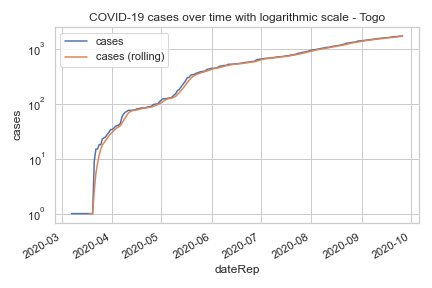 COVID-19 cases over time with logarithmic scale - Togo
cases
cases (rolling)
cases
10³
10²
10¹
10⁰
2020-03
2020-04
2020-05
2020-06
2020-07
2020-08
2020-09
2020-10
dateRep